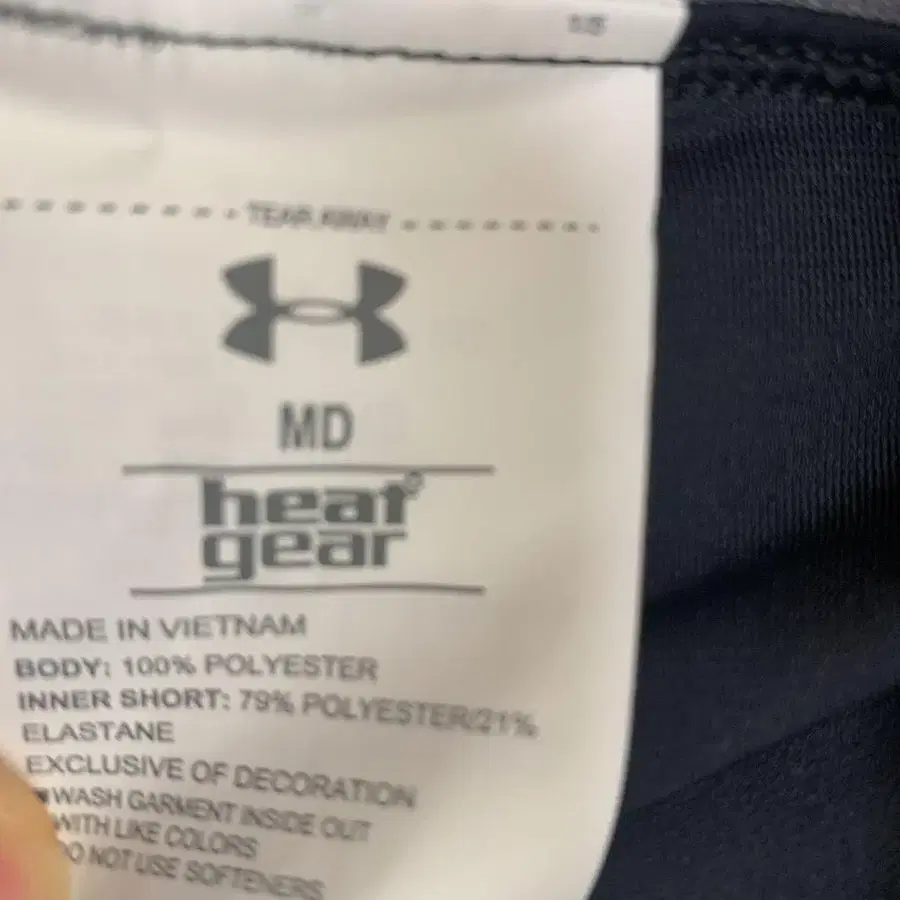 TEAR AWAY
MD
heat
gear
MADE IN VIETNAM
BODY: 100% POLYESTER
INNER SHORT: 79% POLYESTER/21%
ELASTANE
EXCLUSIVE OF DECORATION
WASH GARMENT INSIDE OUT
WITH LIKE COLORS
DO NOT USE SOFTENERS